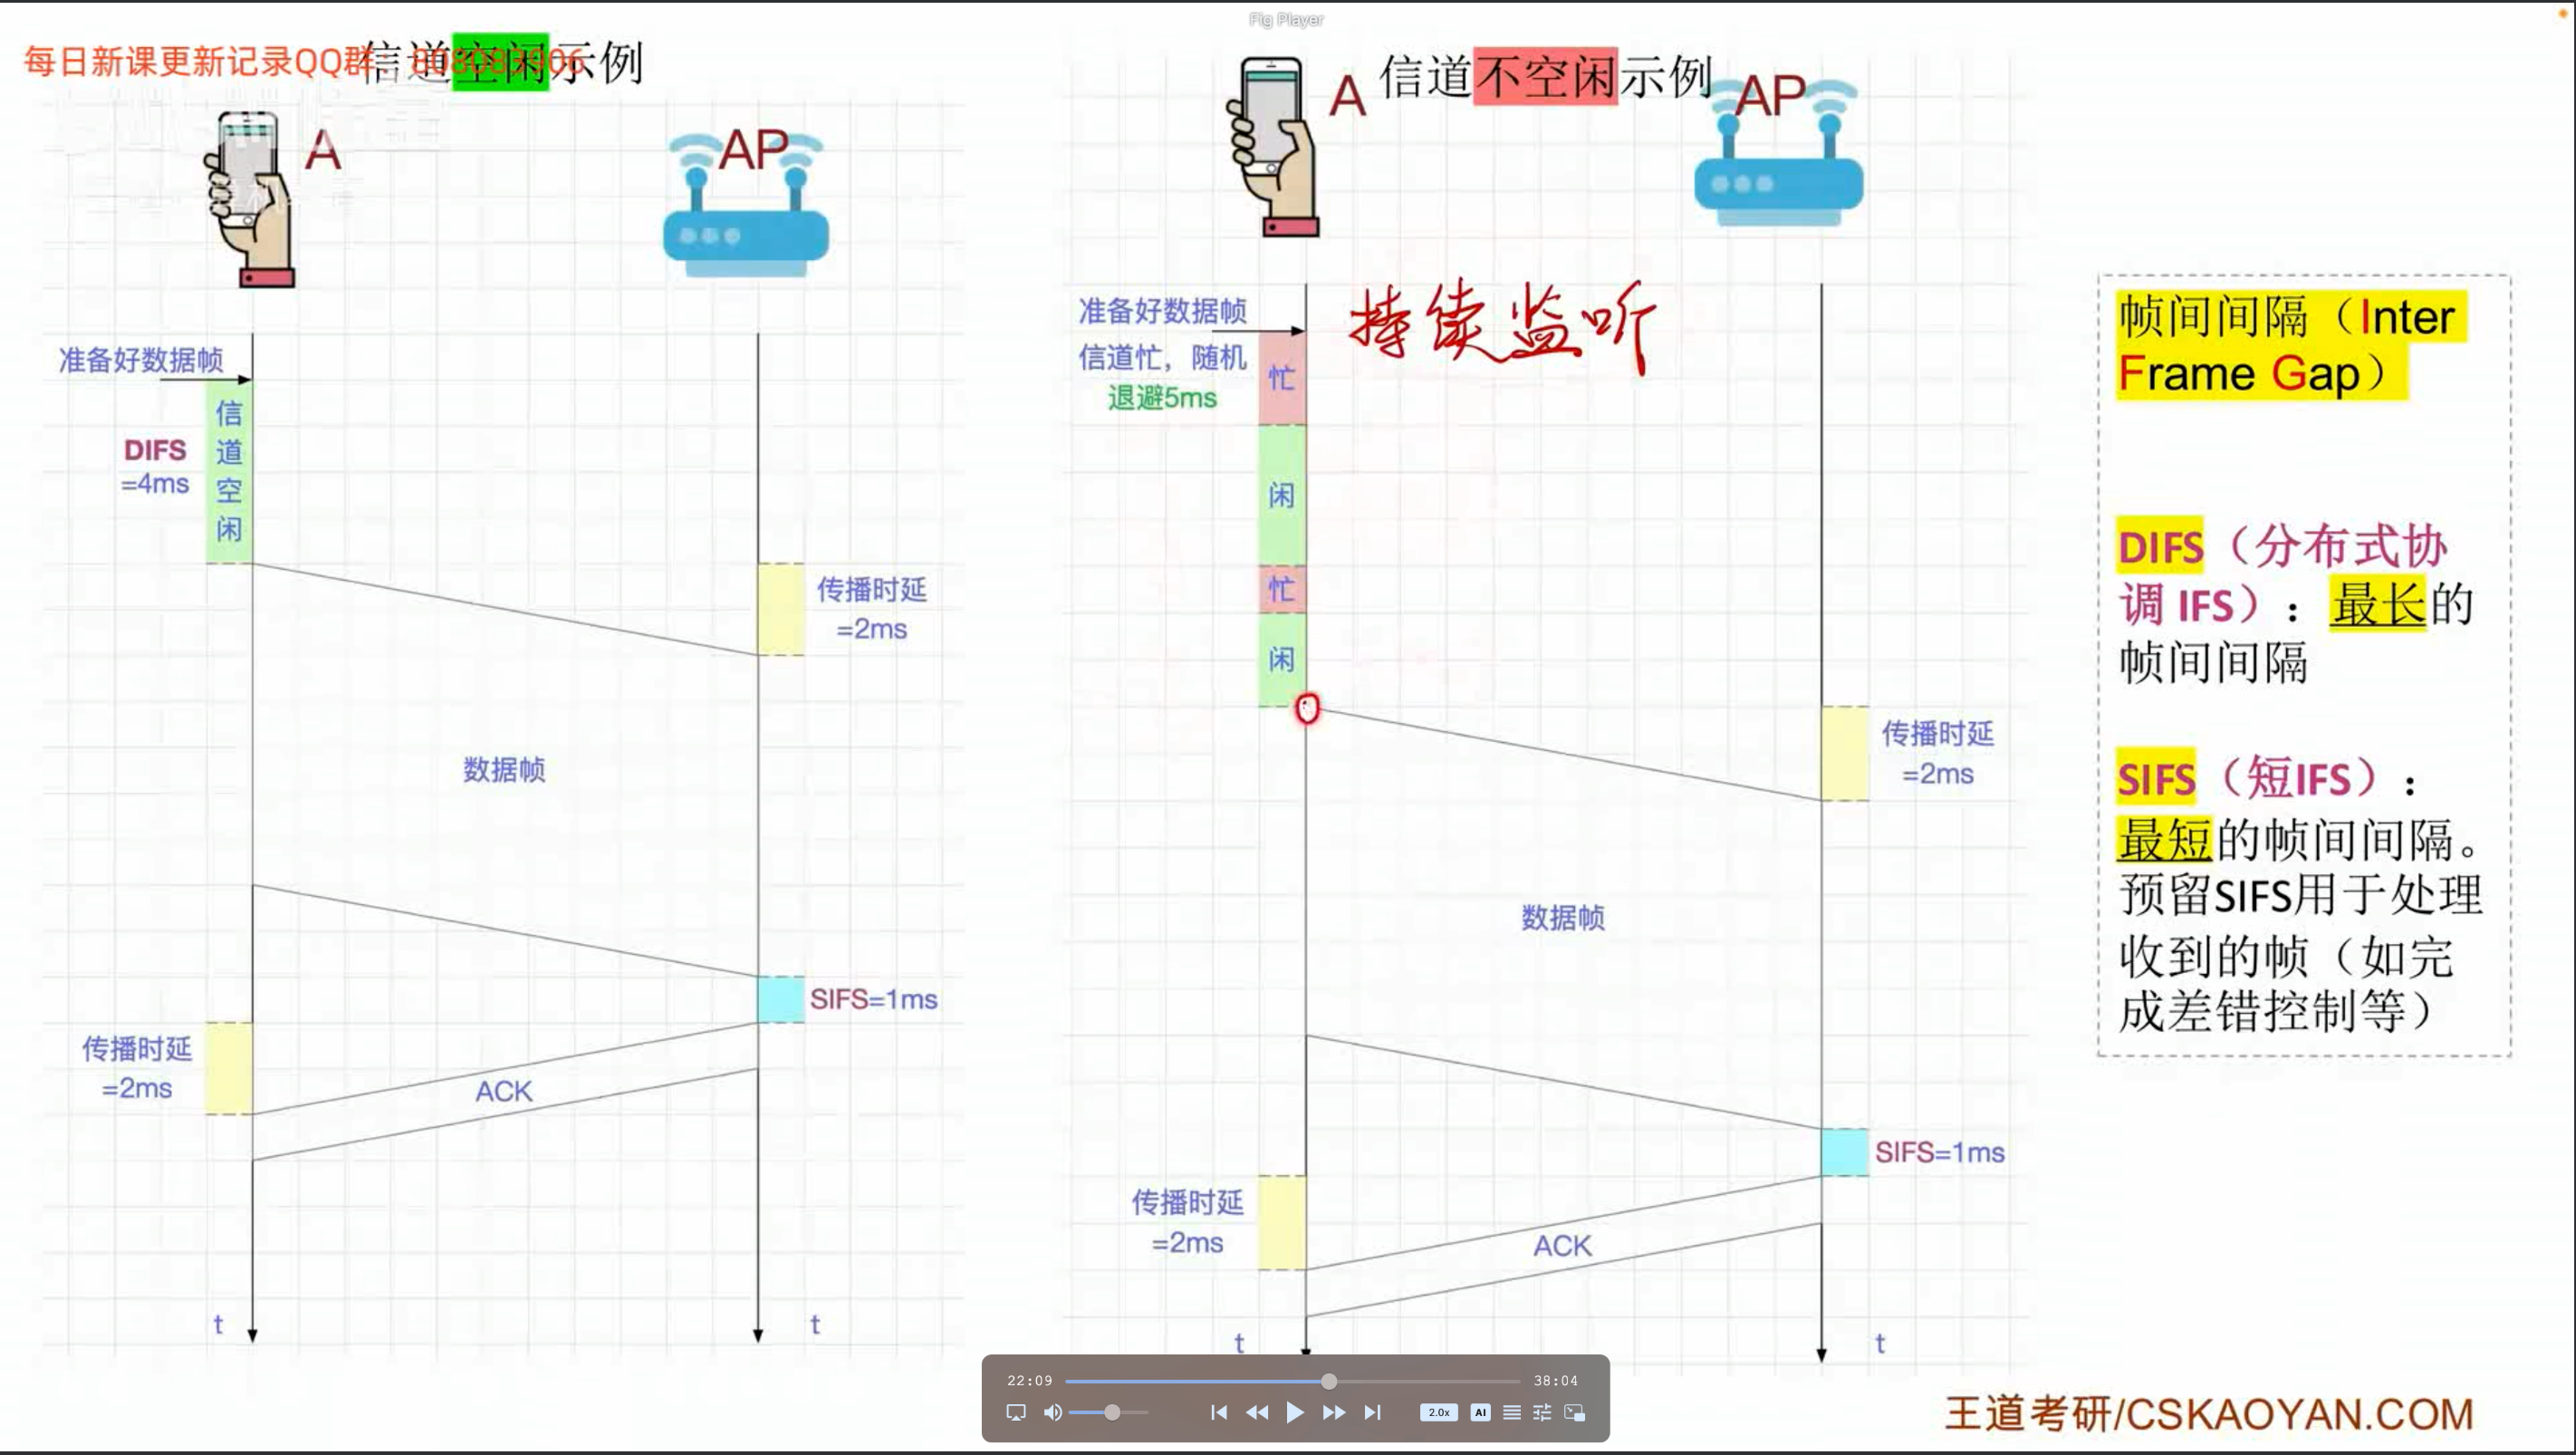 Fig Player
每日新课更新记录QQ群：808083906
信道空闲示例
A
AP
准备好数据帧
信道空闲
DIFS
=4ms
传播时延
=2ms
数据帧
SIFS=1ms
传播时延
=2ms
ACK
t
t
信道不空闲示例
A
AP
准备好数据帧
持续监听
信道忙，随机
退避5ms
忙
闲
忙
闲
传播时延
=2ms
数据帧
SIFS=1ms
传播时延
=2ms
ACK
t
t
帧间间隔（Inter
Frame Gap）
DIFS（分布式协
调 IFS）：最长的
帧间间隔
SIFS（短IFS）：
最短的帧间间隔。
预留SIFS用于处理
收到的帧（如完
成差错控制等）
22:09
38:04
2.0x
AI
王道考研/CSKAOYAN.COM